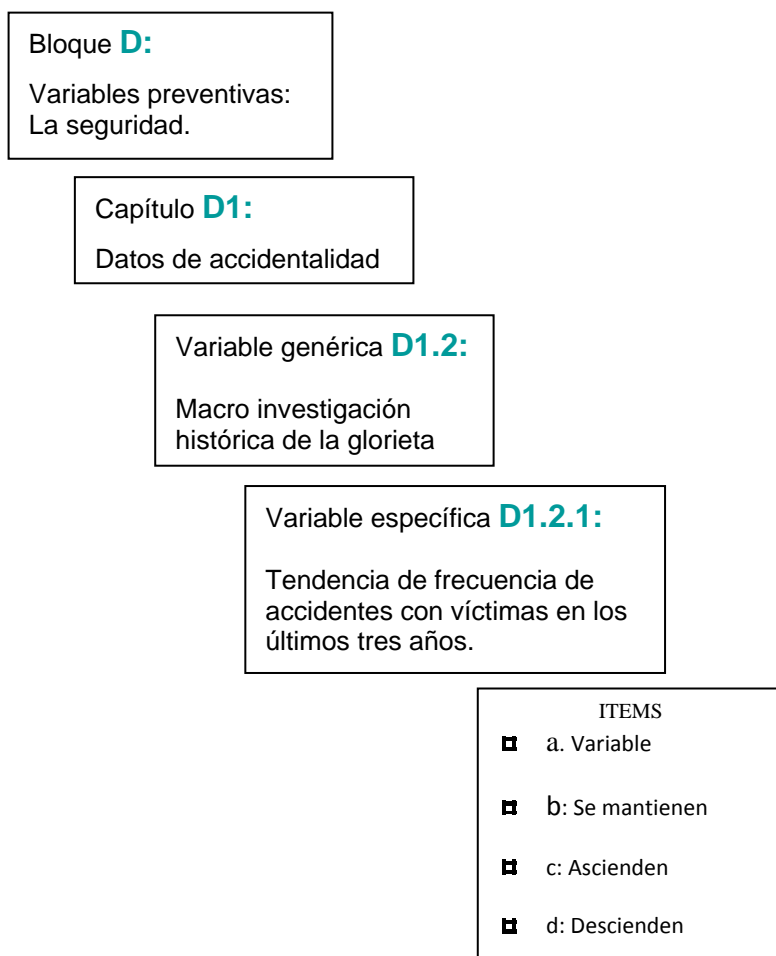 Bloque D:
Variables preventivas:
La seguridad.
Capítulo D1:
Datos de accidentalidad
Variable genérica D1.2:
Macro investigación
histórica de la glorieta
Variable específica D1.2.1:
Tendencia de frecuencia de
accidentes con víctimas en los
últimos tres años.
ITEMS
a. Variable
b: Se mantienen
c: Ascienden
d: Descienden